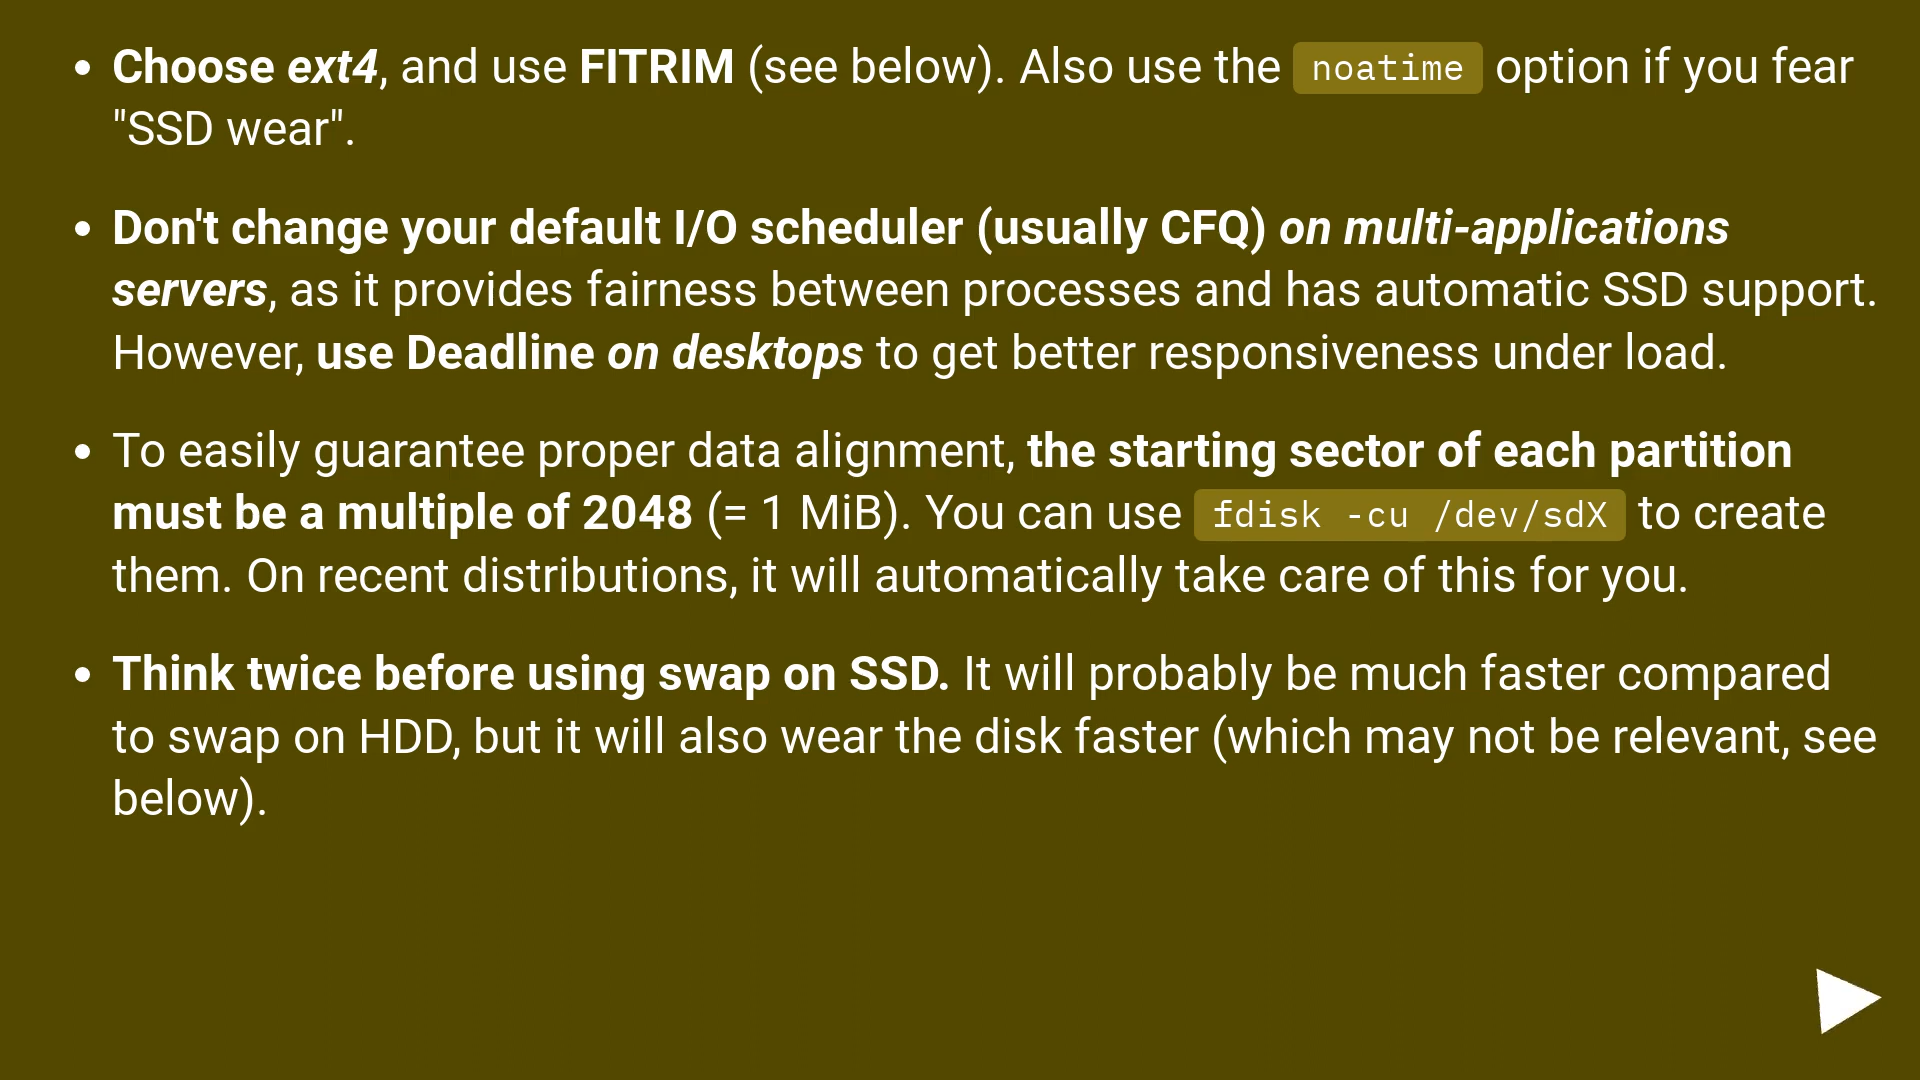 Choose ext4, and use FITRIM (see below). Also use the noatime option if you fear
"SSD wear".
Don't change your default I/O scheduler (usually CFQ) on multi-applications
servers, as it provides fairness between processes and has automatic SSD support.
However, use Deadline on desktops to get better responsiveness under load.
To easily guarantee proper data alignment, the starting sector of each partition
must be a multiple of 2048 (= 1 MiB). You can use fdisk -cu /dev/sdX to create
them. On recent distributions, it will automatically take care of this for you.
Think twice before using swap on SSD. It will probably be much faster compared
to swap on HDD, but it will also wear the disk faster (which may not be relevant, see
below).